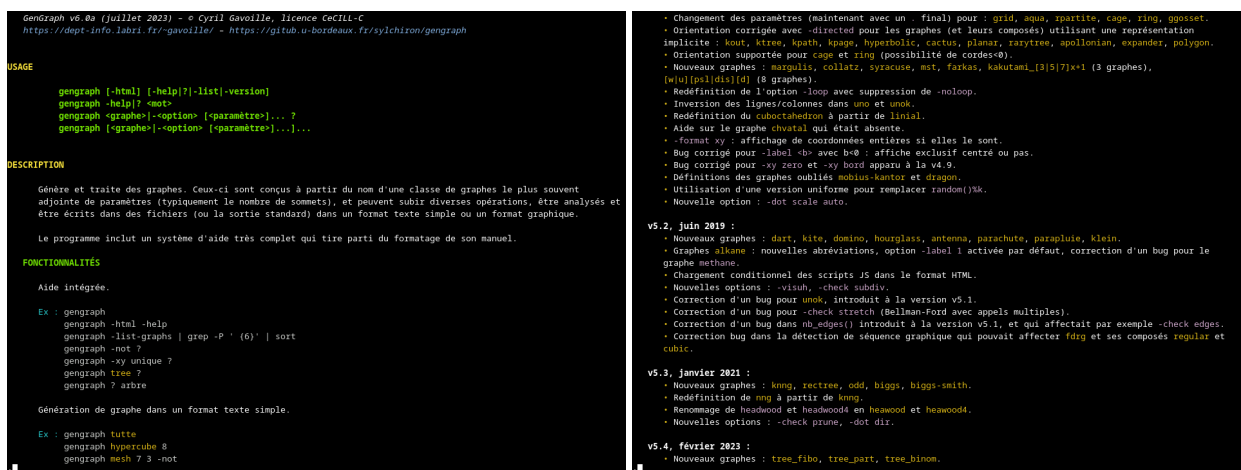 GenGraph v6.0a (juillet 2023) – © Cyril Gavoille, licence CeCILL-C
https://dept-info.labri.fr/~gavoille/ – https://gitub.u-bordeaux.fr/sylchiron/gengraph
USAGE
gengraph [-html] [-help|?|-list|-version]
gengraph -help|? <mot>
gengraph <graphe>|-<option> [<paramètre>]... ?
gengraph [<graphe>|-<option> [<paramètre>]...]...
DESCRIPTION
Génère et traite des graphes. Ceux-ci sont conçus à partir du nom d'une classe de graphes le plus souvent
adjointe de paramètres (typiquement le nombre de sommets), et peuvent subir diverses opérations, être analysés et
être écrits dans des fichiers (ou la sortie standard) dans un format texte simple ou un format graphique.
Le programme inclut un système d'aide très complet qui tire parti du formatage de son manuel.
FONCTIONNALITÉS
Aide intégrée.
Ex : gengraph
gengraph -html -help
gengraph -list-graphs | grep -P ' {6}' | sort
gengraph -not ?
gengraph -xy unique ?
gengraph tree ?
gengraph ? arbre
Génération de graphe dans un format texte simple.
Ex : gengraph tutte
gengraph hypercube 8
gengraph mesh 7 3 -not
• Changement des paramètres (maintenant avec un . final) pour : grid, aqua, rpartite, cage, ring, ggosset.
• Orientation corrigée avec -directed pour les graphes (et leurs composés) utilisant une représentation
implicite : kout, ktree, kpath, kpage, hyperbolic, cactus, planar, rarytree, apollonian, expander, polygon.
• Orientation supportée pour cage et ring (possibilité de cordes<0).
• Nouveaux graphes : margulis, collatz, syracuse, mst, farkas, kakutami_[3|5|7]x+1 (3 graphes),
[w|u][psl|dis][d] (8 graphes).
• Redéfinition de l'option -loop avec suppression de -noloop.
• Inversion des lignes/colonnes dans uno et unok.
• Redéfinition du cuboctahedron à partir de linial.
• Aide sur le graphe chvatal qui était absente.
• -format xy : affichage de coordonnées entières si elles le sont.
• Bug corrigé pour -label <b> avec b<0 : affiche exclusif centré ou pas.
• Bug corrigé pour -xy zero et -xy bord apparu à la v4.9.
• Définitions des graphes oubliés mobius-kantor et dragon.
• Utilisation d'une version uniforme pour remplacer random()%k.
• Nouvelle option : -dot scale auto.
v5.2, juin 2019 :
• Nouveaux graphes : dart, kite, domino, hourglass, antenna, parachute, parapluie, klein.
• Graphes alkane : nouvelles abréviations, option -label 1 activée par défaut, correction d'un bug pour le
graphe methane.
• Chargement conditionnel des scripts JS dans le format HTML.
• Nouvelles options : -visuh, -check subdiv.
• Correction d'un bug pour unok, introduit à la version v5.1.
• Correction d'un bug pour -check stretch (Bellman-Ford avec appels multiples).
• Correction d'un bug dans nb_edges() introduit à la version v5.1, et qui affectait par exemple -check edges.
• Correction bug dans la détection de séquence graphique qui pouvait affecter fdrg et ses composés regular et
cubic.
v5.3, janvier 2021 :
• Nouveaux graphes : knng, rectree, odd, biggs, biggs-smith.
• Redéfinition de nng à partir de knng.
• Renommage de headwood et headwood4 en heawood et heawood4.
• Nouvelles options : -check prune, -dot dir.
v5.4, février 2023 :
• Nouveaux graphes : tree_fibo, tree_part, tree_binom.